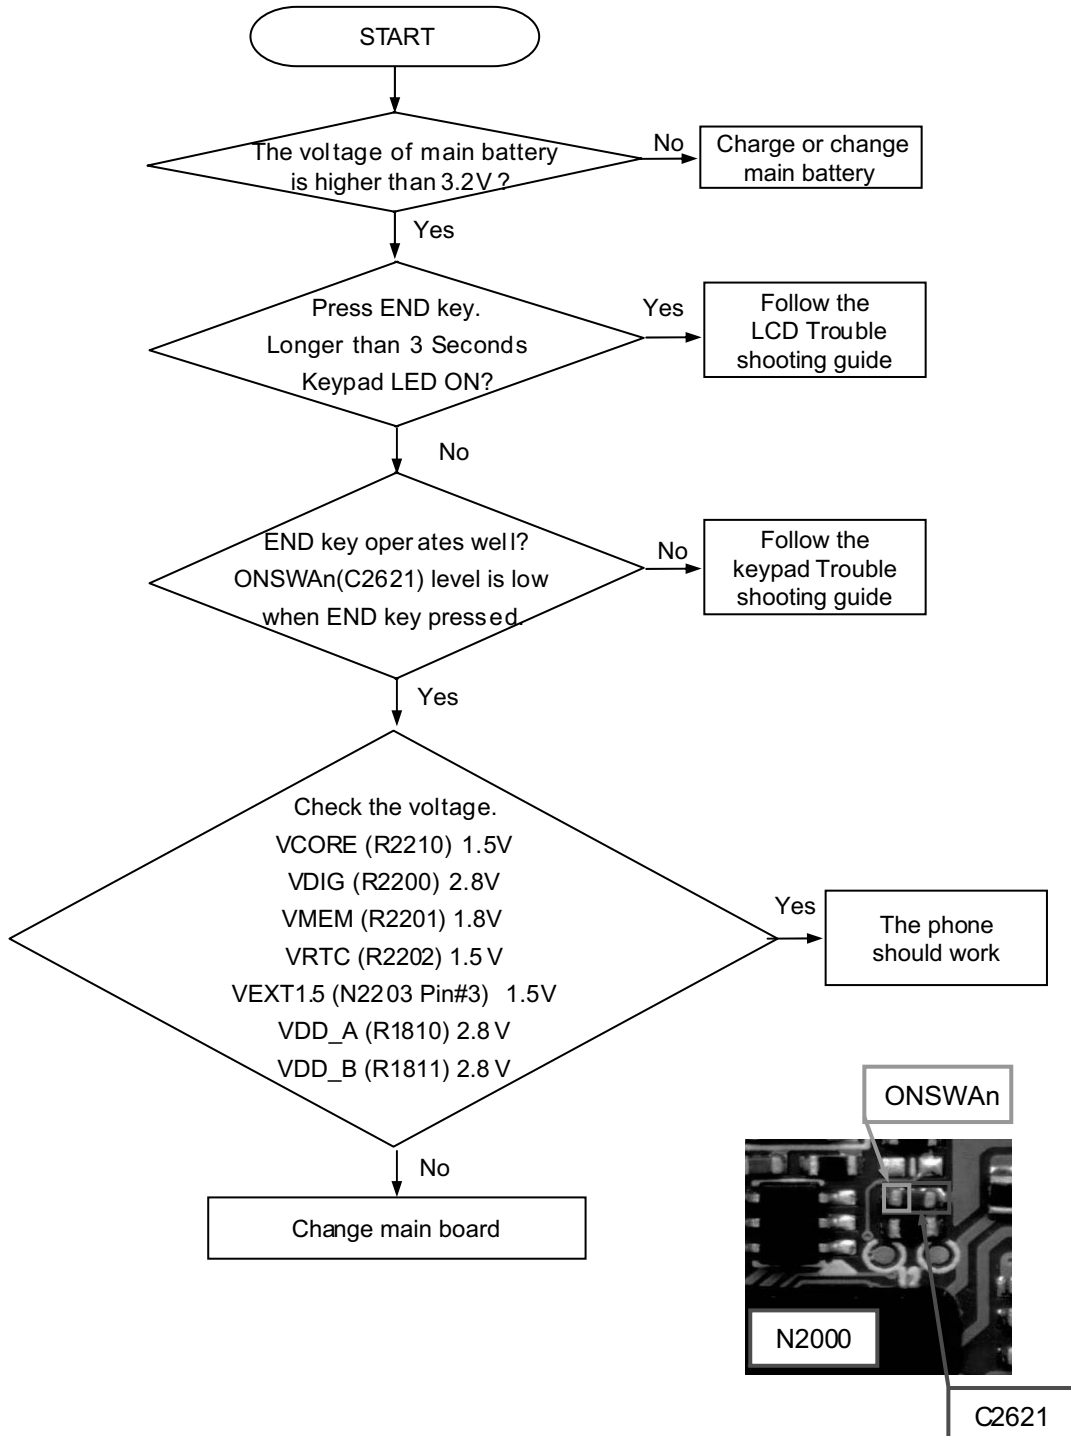 START
The voltage of main battery
is higher than 3.2V ?
No
Charge or change
main battery
Yes
Press END key.
Longer than 3 Seconds
Keypad LED ON?
Yes
Follow the
LCD Trouble
shooting guide
No
END key operates well?
ONSWAn(C2621) level is low
when END key pressed.
No
Follow the
keypad Trouble
shooting guide
Yes
Check the voltage.
VCORE (R2210) 1.5V
VDIG (R2200) 2.8V
VMEM (R2201) 1.8V
VRTC (R2202) 1.5 V
VEXT1.5 (N2203 Pin#3) 1.5V
VDD_A (R1810) 2.8 V
VDD_B (R1811) 2.8 V
Yes
The phone
should work
No
Change main board
ONSWAn
N2000
C2621